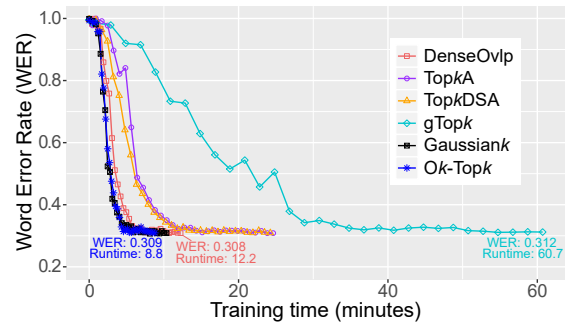 Word Error Rate (WER)
1.0
0.8
0.6
0.4
0.2
DenseOvlp
TopkA
TopkDSA
gTopk
Gaussiank
Ok-Topk
WER: 0.309
Runtime: 8.8
WER: 0.308
Runtime: 12.2
WER: 0.312
Runtime: 60.7
0
20
40
60
Training time (minutes)